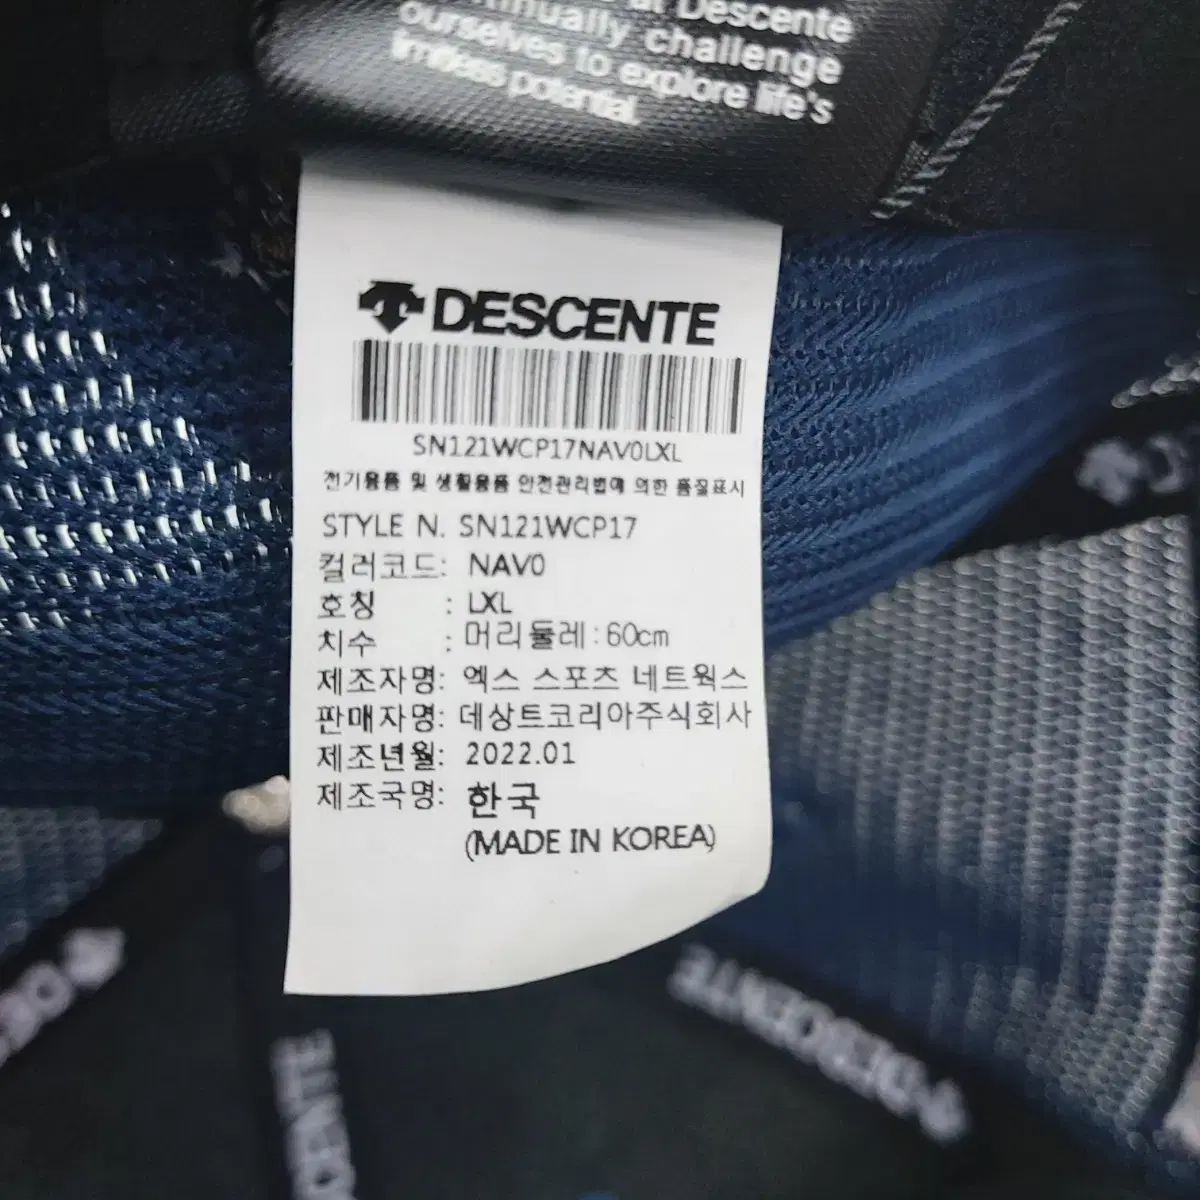 at Descente
challenge
ourselves to explore life's
limitless potential.
DESCENTE
SN121WCP17NAV0LXL
전기용품 및 생활용품 안전관리법에 의한 품질표시
STYLE N. SN121WCP17
컬러코드: NAV0
호칭 : LXL
치수 : 머리둘레:60cm
제조자명: 엑스 스포츠 네트웍스
판매자명: 데상트코리아주식회사
제조년월: 2022.01
제조국명: 한국
(MADE IN KOREA)
DESCENTE